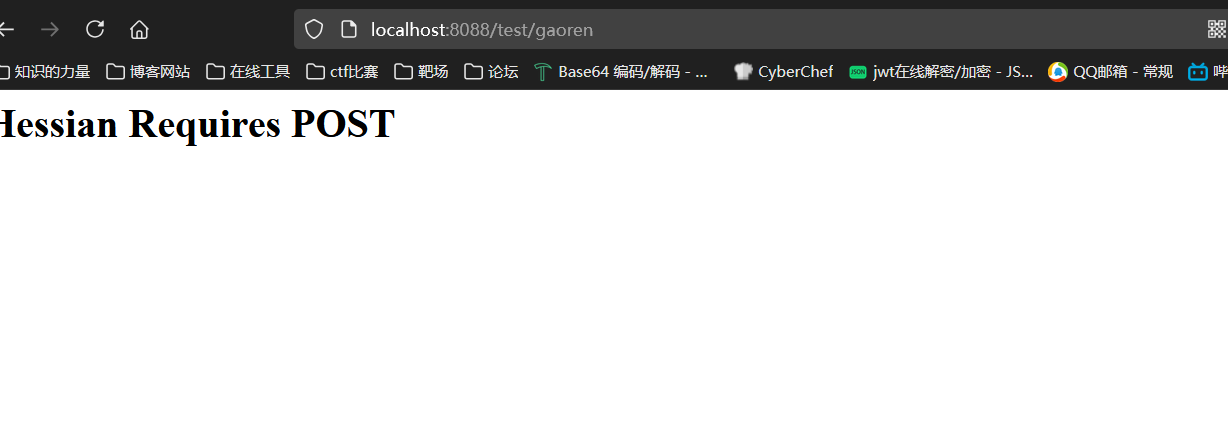 localhost:8088/test/gaoren
知识的力量 博客网站 在线工具 ctf比赛 靶场 论坛 Base64 编码/解码 - ... CyberChef jwt在线解密/加密 - JS... QQ邮箱 - 常规 哔
Hessian Requires POST